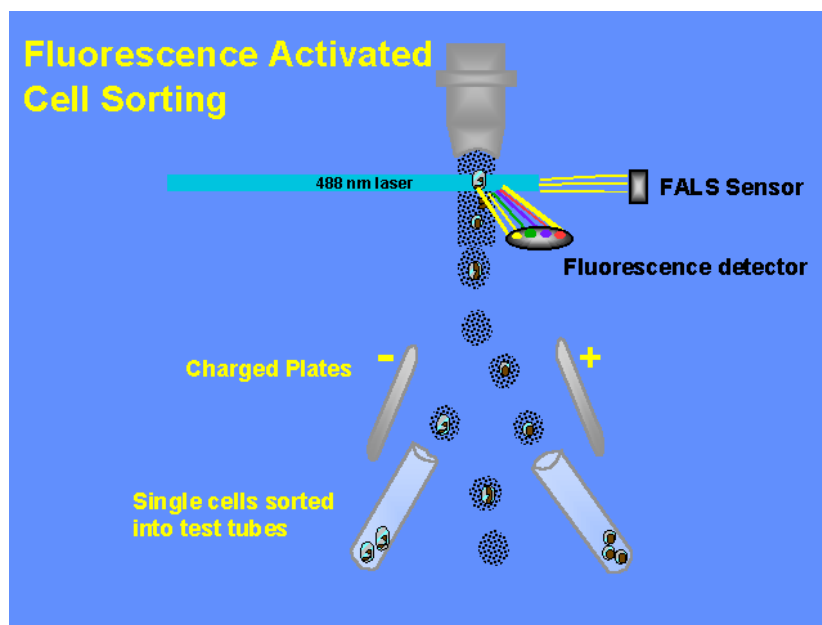 Fluorescence Activated
Cell Sorting
488 nm laser
FALS Sensor
Fluorescence detector
-
+
Charged Plates
Single cells sorted
into test tubes